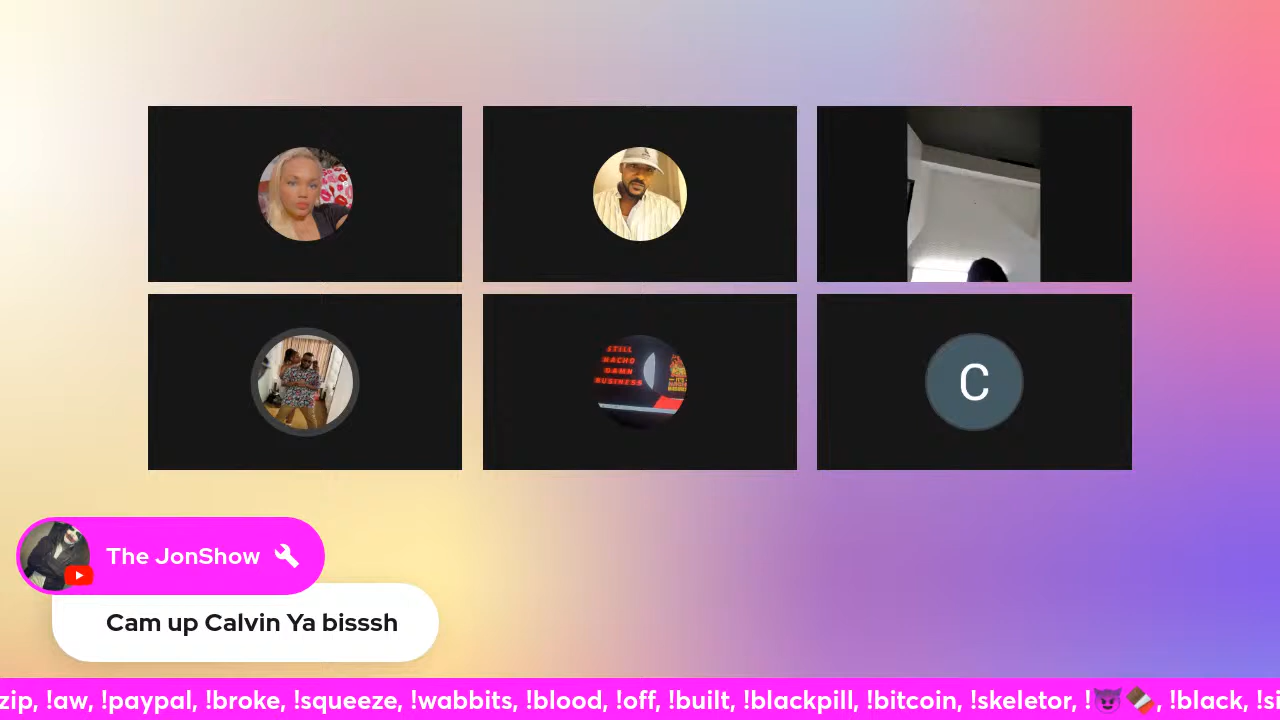 STILL
NACHO
DAMN
BUSINESS
C
The JonShow
Cam up Calvin Ya bisssh
zip, !aw, !paypal, !broke, !squeeze, !wabbits, !blood, !off, !built, !blackpill, !bitcoin, !skeletor, !😈🍫, !black, !si